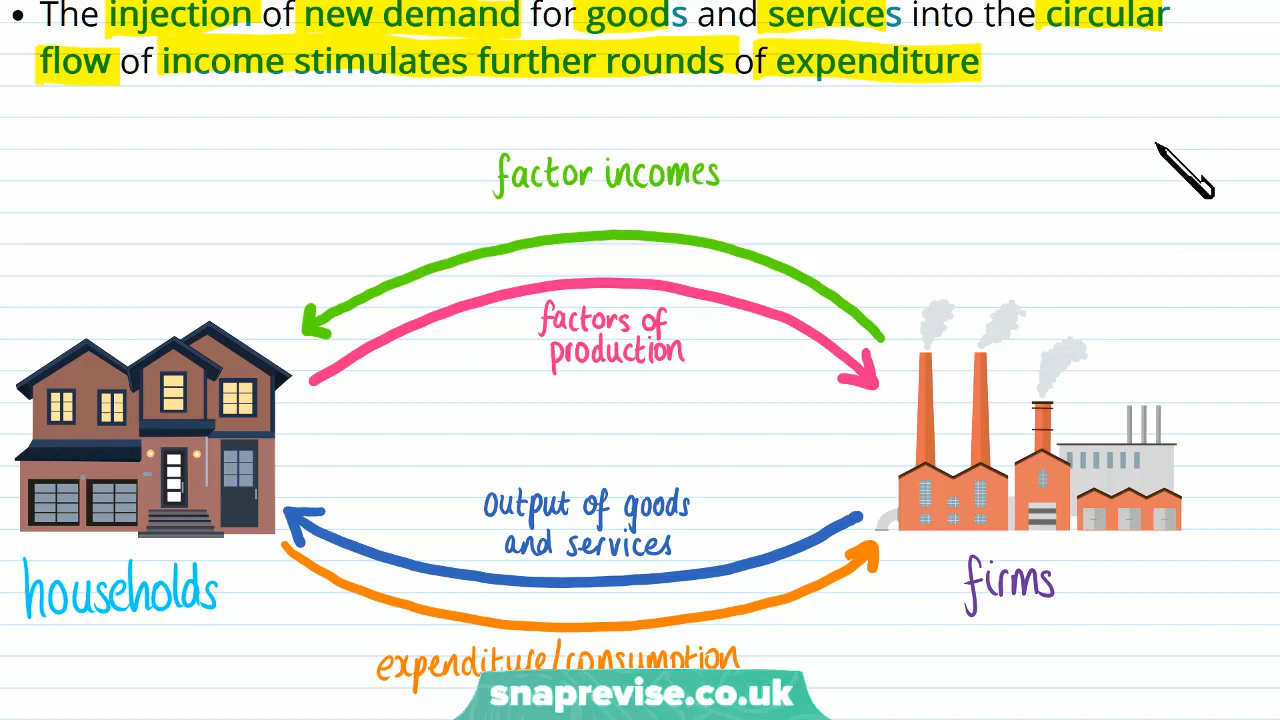 • The injection of new demand for goods and services into the circular
flow of income stimulates further rounds of expenditure
factor incomes
factors of
production
output of goods
and services
households
firms
expenditure/consumption
snaprevise.co.uk